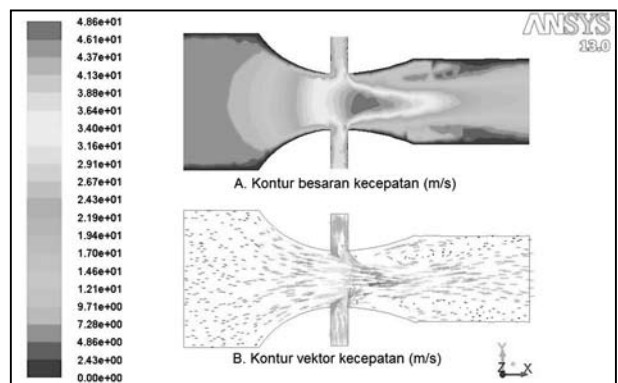 4.86e+01
4.61e+01
4.37e+01
4.13e+01
3.88e+01
3.64e+01
3.40e+01
3.16e+01
2.91e+01
2.67e+01
2.43e+01
2.19e+01
1.94e+01
1.70e+01
1.46e+01
1.21e+01
9.71e+00
7.28e+00
4.86e+00
2.43e+00
0.00e+00
ANSYS
13.0
A. Kontur besaran kecepatan (m/s)
B. Kontur vektor kecepatan (m/s)
Y
Z X